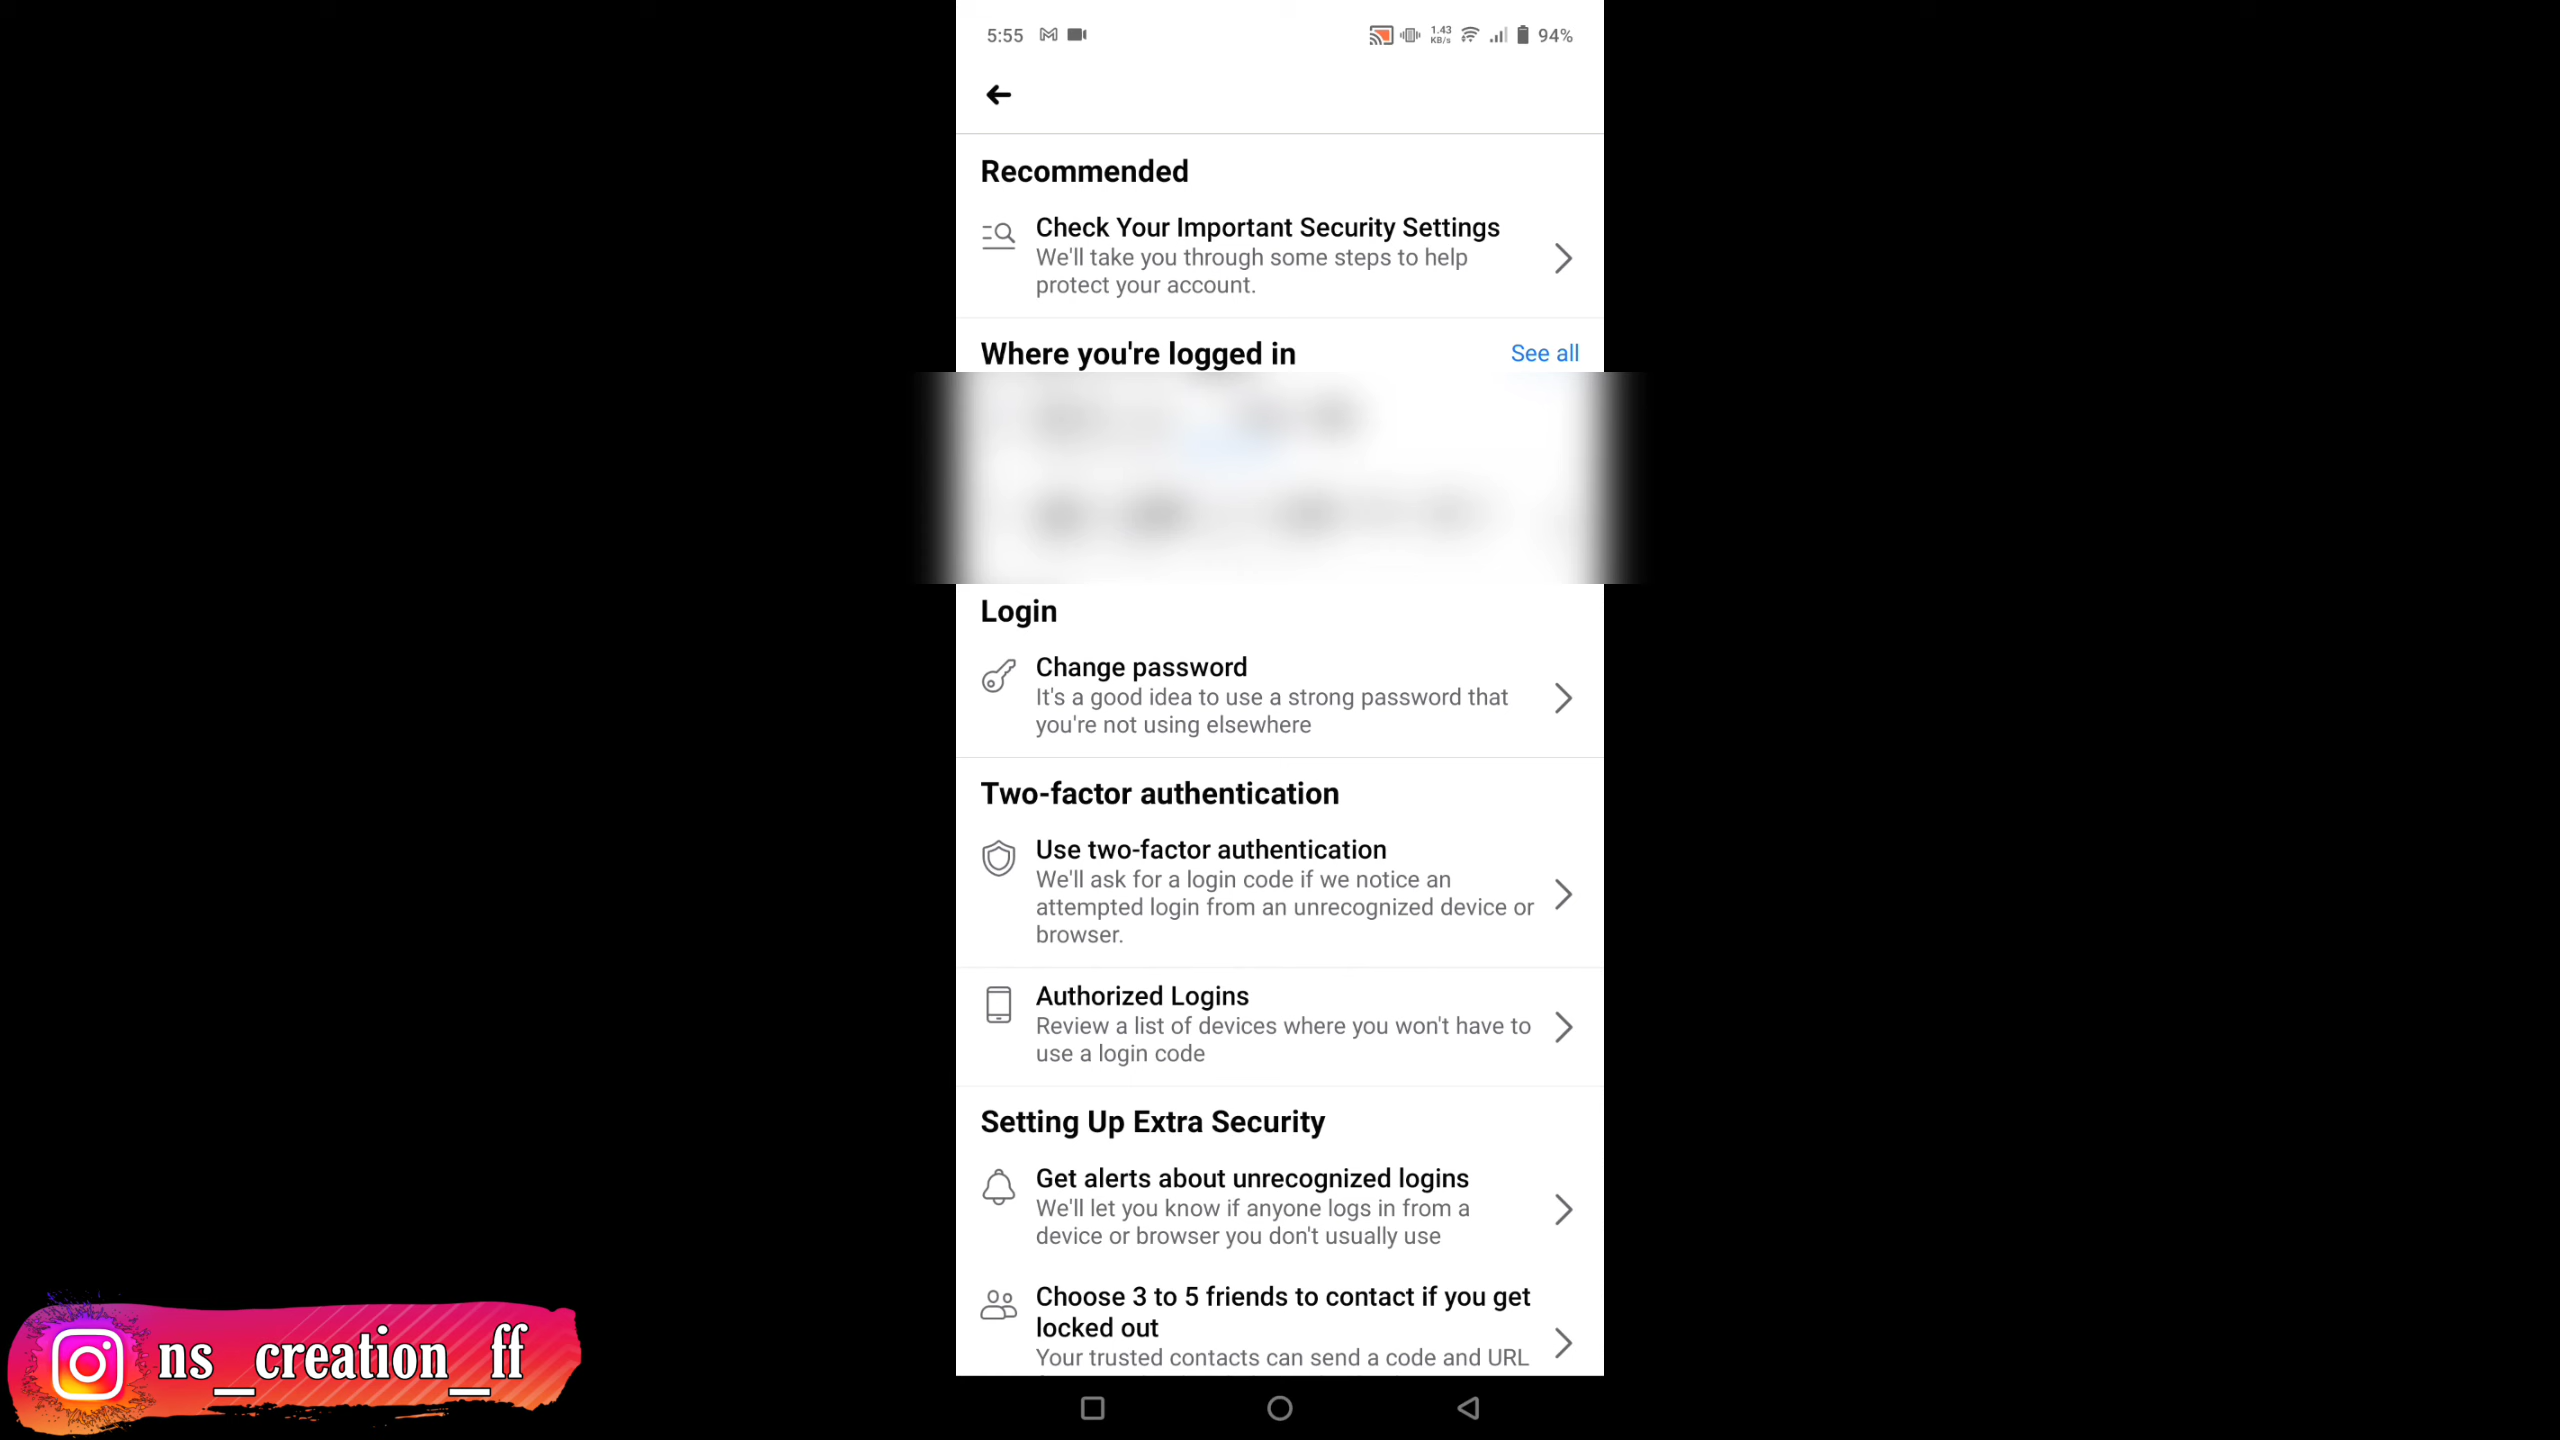 5:55
1.43
KB/s
94%
Recommended
Check Your Important Security Settings
We'll take you through some steps to help
protect your account.
Where you're logged in
See all
Login
Change password
It's a good idea to use a strong password that
you're not using elsewhere
Two-factor authentication
Use two-factor authentication
We'll ask for a login code if we notice an
attempted login from an unrecognized device or
browser.
Authorized Logins
Review a list of devices where you won't have to
use a login code
Setting Up Extra Security
Get alerts about unrecognized logins
We'll let you know if anyone logs in from a
device or browser you don't usually use
Choose 3 to 5 friends to contact if you get
locked out
Your trusted contacts can send a code and URL
ns_creation_ff